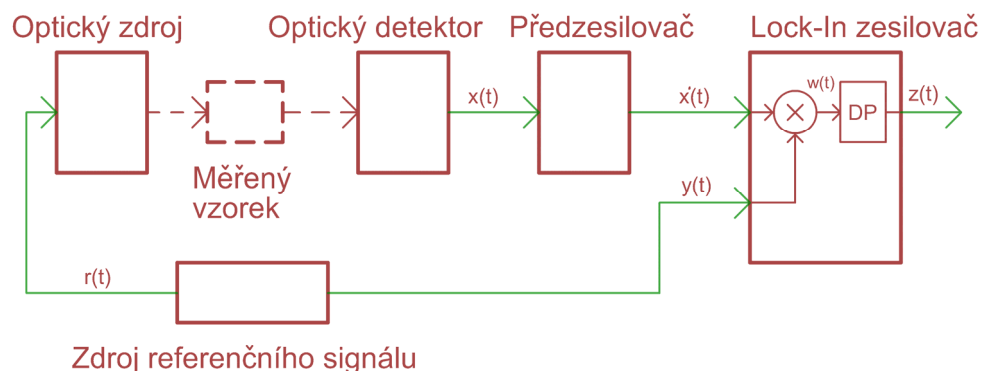 Optický zdroj
Optický detektor
Předzesilovač
Lock-In zesilovač
x(t)
x'(t)
w(t)
DP
z(t)
Měřený
vzorek
y(t)
r(t)
Zdroj referenčního signálu